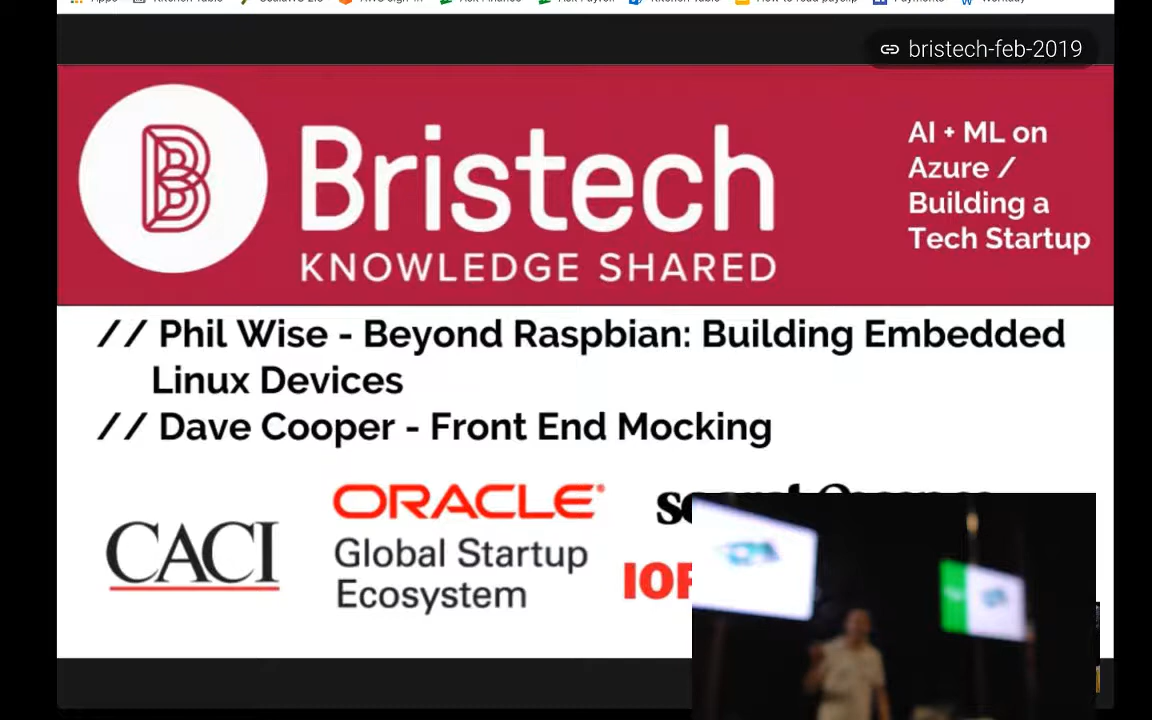 bristech-feb-2019
Bristech
KNOWLEDGE SHARED
AI + ML on
Azure /
Building a
Tech Startup
// Phil Wise - Beyond Raspbian: Building Embedded
Linux Devices
// Dave Cooper - Front End Mocking
CACI
ORACLE
Global Startup
Ecosystem